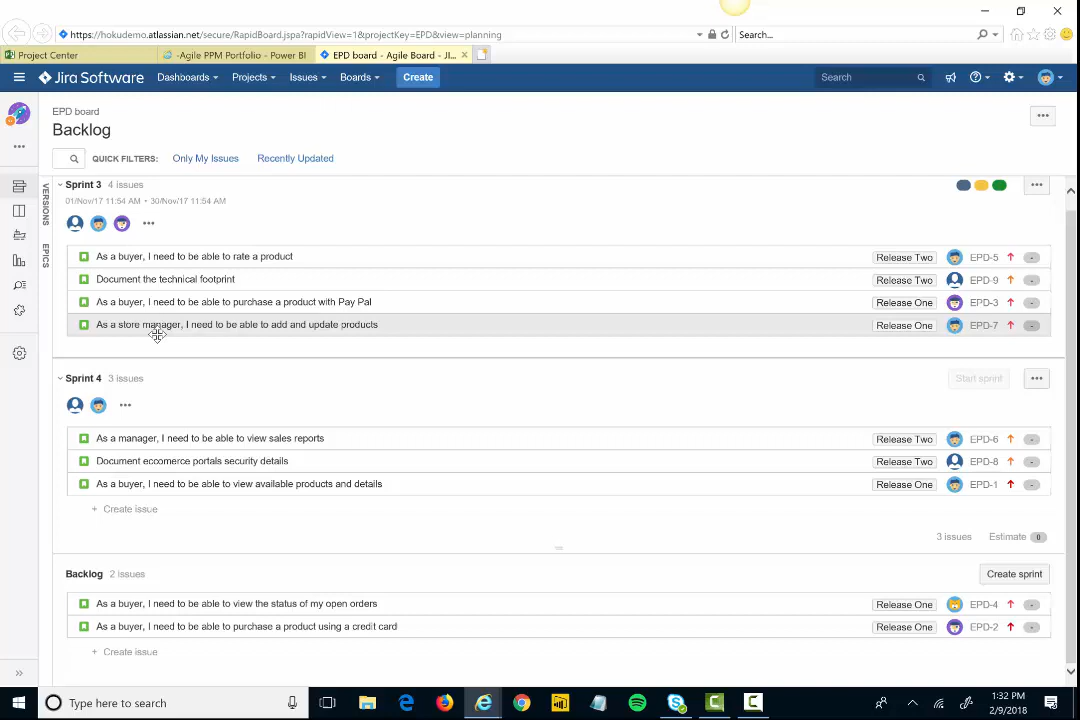 https://hokudemo.atlassian.net/secure/RapidBoard.jspa?rapidView=1&projectKey=EPD&view=planning
Search...
Project Center
-Agile PPM Portfolio - Power BI
EPD board - Agile Board - JI...
Jira Software
Dashboards
Projects
Issues
Boards
Create
Search
EPD board
Backlog
QUICK FILTERS:
Only My Issues
Recently Updated
VERSIONS
EPICS
Sprint 3 4 issues
01/Nov/17 11:54 AM • 30/Nov/17 11:54 AM
As a buyer, I need to be able to rate a product Release Two EPD-5 -
Document the technical footprint Release Two EPD-9 -
As a buyer, I need to be able to purchase a product with Pay Pal Release One EPD-3 -
As a store manager, I need to be able to add and update products Release One EPD-7 -
Sprint 4 3 issues
Start sprint
As a manager, I need to be able to view sales reports Release Two EPD-6 -
Document eccomerce portals security details Release Two EPD-8 -
As a buyer, I need to be able to view available products and details Release One EPD-1 -
+ Create issue
3 issues Estimate 0
Backlog 2 issues
Create sprint
As a buyer, I need to be able to view the status of my open orders Release One EPD-4 -
As a buyer, I need to be able to purchase a product using a credit card Release One EPD-2 -
+ Create issue
Type here to search
1:32 PM
2/9/2018